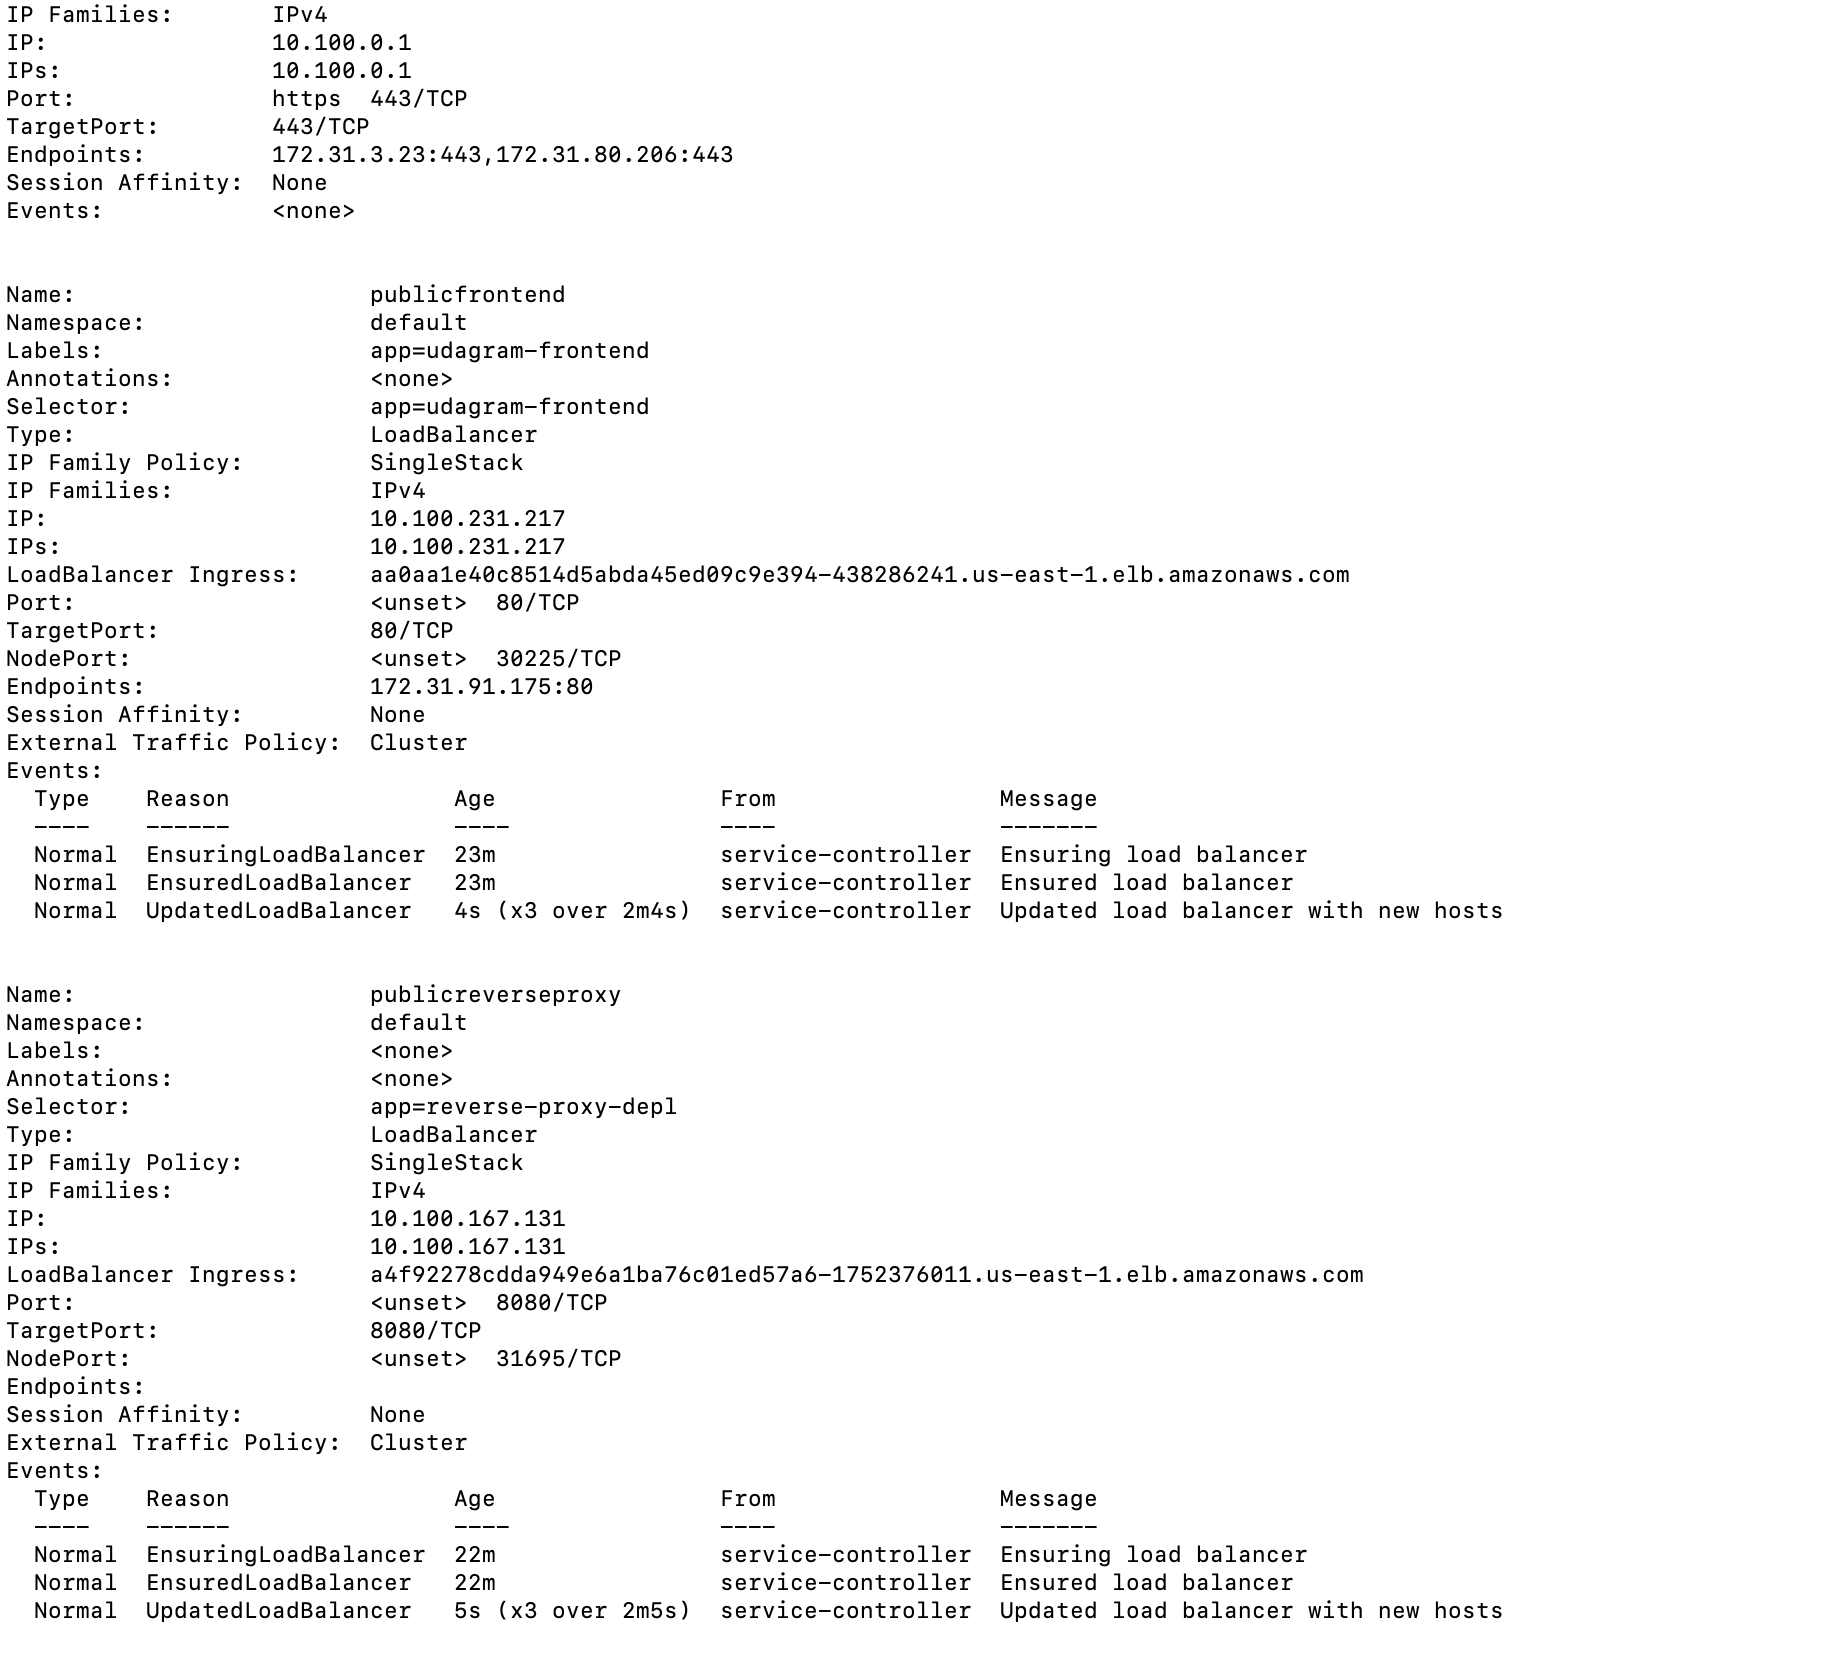 IP Families:       IPv4
IP:                10.100.0.1
IPs:               10.100.0.1
Port:              https  443/TCP
TargetPort:        443/TCP
Endpoints:         172.31.3.23:443,172.31.80.206:443
Session Affinity:  None
Events:            <none>
Name:                     publicfrontend
Namespace:                default
Labels:                   app=udagram-frontend
Annotations:              <none>
Selector:                 app=udagram-frontend
Type:                     LoadBalancer
IP Family Policy:         SingleStack
IP Families:              IPv4
IP:                       10.100.231.217
IPs:                      10.100.231.217
LoadBalancer Ingress:     aa0aa1e40c8514d5abda45ed09c9e394-438286241.us-east-1.elb.amazonaws.com
Port:                     <unset>  80/TCP
TargetPort:               80/TCP
NodePort:                 <unset>  30225/TCP
Endpoints:                172.31.91.175:80
Session Affinity:         None
External Traffic Policy:  Cluster
Events:
  Type    Reason                Age                From                Message
  ----    ------                ----               ----                -------
  Normal  EnsuringLoadBalancer  23m                service-controller  Ensuring load balancer
  Normal  EnsuredLoadBalancer   23m                service-controller  Ensured load balancer
  Normal  UpdatedLoadBalancer   4s (x3 over 2m4s)  service-controller  Updated load balancer with new hosts
Name:                     publicreverseproxy
Namespace:                default
Labels:                   <none>
Annotations:              <none>
Selector:                 app=reverse-proxy-depl
Type:                     LoadBalancer
IP Family Policy:         SingleStack
IP Families:              IPv4
IP:                       10.100.167.131
IPs:                      10.100.167.131
LoadBalancer Ingress:     a4f92278cdda949e6a1ba76c01ed57a6-1752376011.us-east-1.elb.amazonaws.com
Port:                     <unset>  8080/TCP
TargetPort:               8080/TCP
NodePort:                 <unset>  31695/TCP
Endpoints:
Session Affinity:         None
External Traffic Policy:  Cluster
Events:
  Type    Reason                Age                From                Message
  ----    ------                ----               ----                -------
  Normal  EnsuringLoadBalancer  22m                service-controller  Ensuring load balancer
  Normal  EnsuredLoadBalancer   22m                service-controller  Ensured load balancer
  Normal  UpdatedLoadBalancer   5s (x3 over 2m5s)  service-controller  Updated load balancer with new hosts